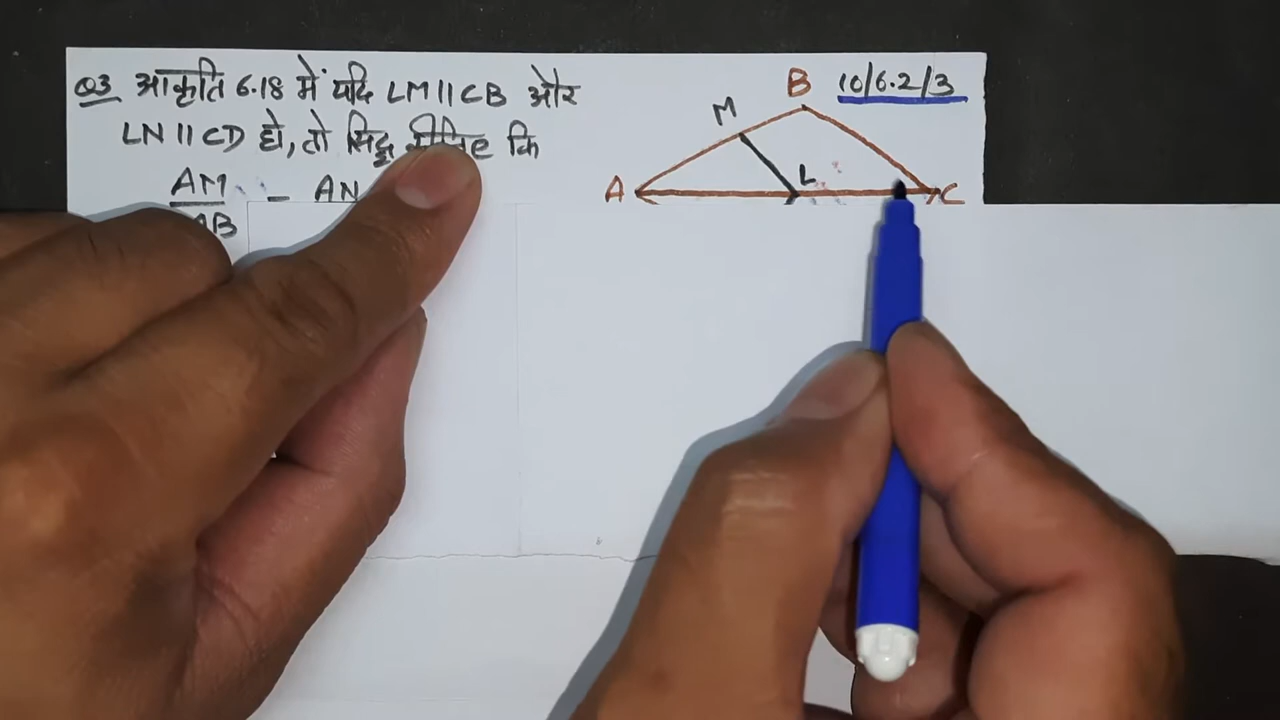 Q3 आकृति 6.18 में यदि LM||CB और
LN||CD हो, तो सिद्ध कीजिए कि
AM = AN
AB
10/6.2/3
B
M
L
A
C